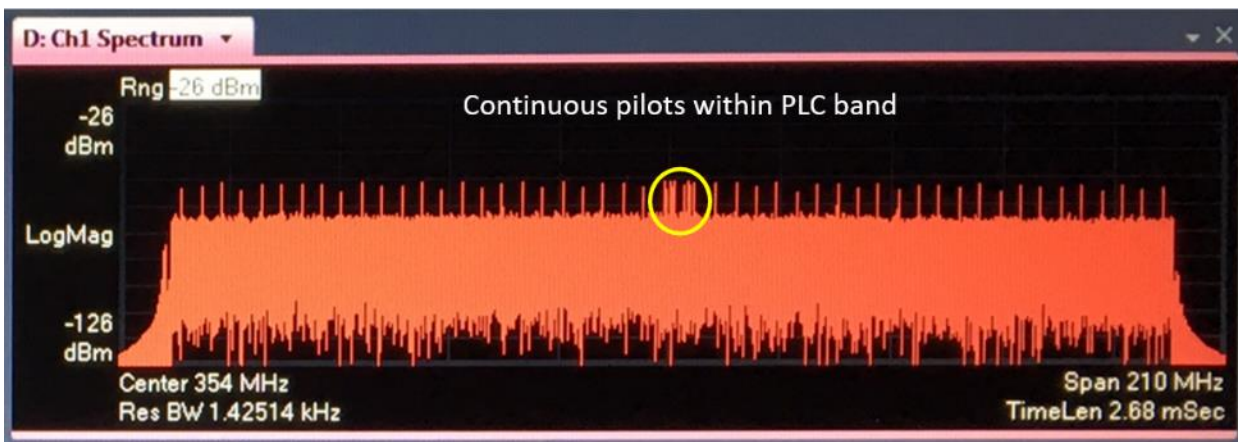 D: Ch1 Spectrum
Rng -26 dBm
Continuous pilots within PLC band
-26
dBm
LogMag
-126
dBm
Center 354 MHz
Span 210 MHz
Res BW 1.42514 kHz
TimeLen 2.68 mSec